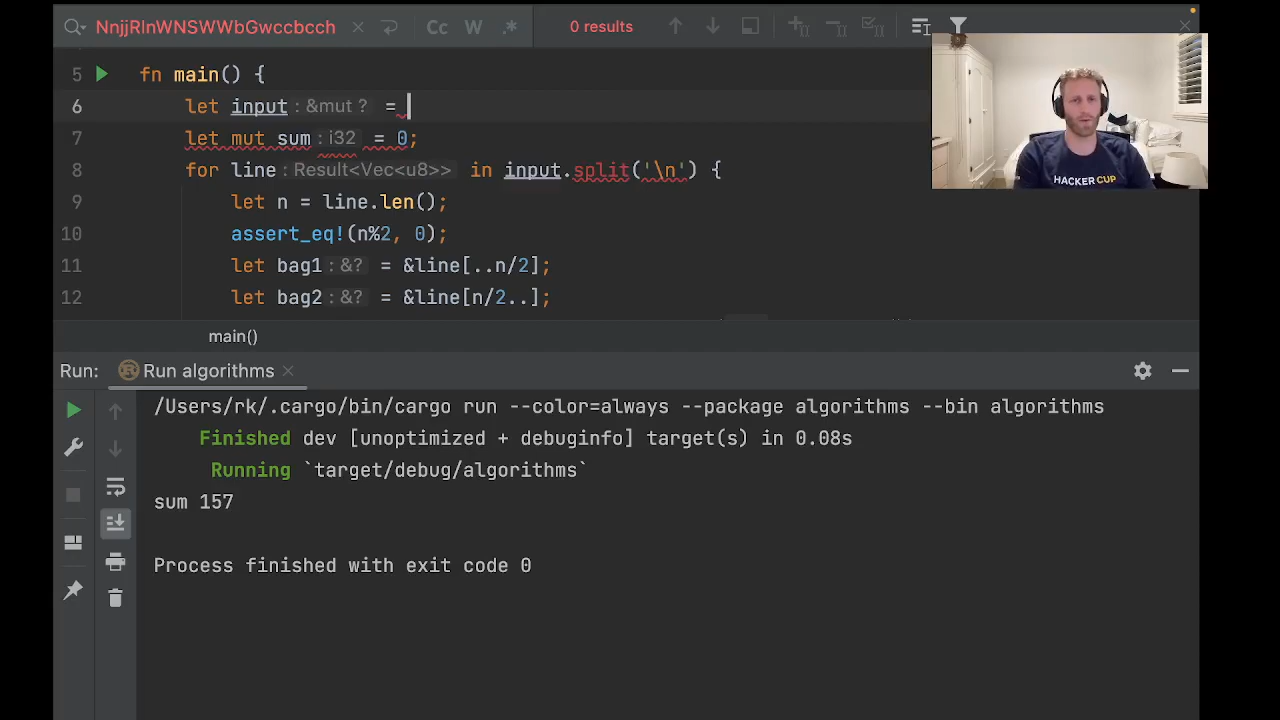 NnjjRlnWNSWWbGwccbcch × Cc W .* 0 results
5 fn main() {
6 let input: &mut ? =
7 let mut sum: i32 = 0;
8 for line: Result<Vec<u8>> in input.split('\n') {
9 let n = line.len();
10 assert_eq!(n%2, 0);
11 let bag1: &? = &line[..n/2];
12 let bag2: &? = &line[n/2..];
HACKER CUP
main()
Run: Run algorithms ×
/Users/rk/.cargo/bin/cargo run --color=always --package algorithms --bin algorithms
Finished dev [unoptimized + debuginfo] target(s) in 0.08s
Running `target/debug/algorithms`
sum 157
Process finished with exit code 0